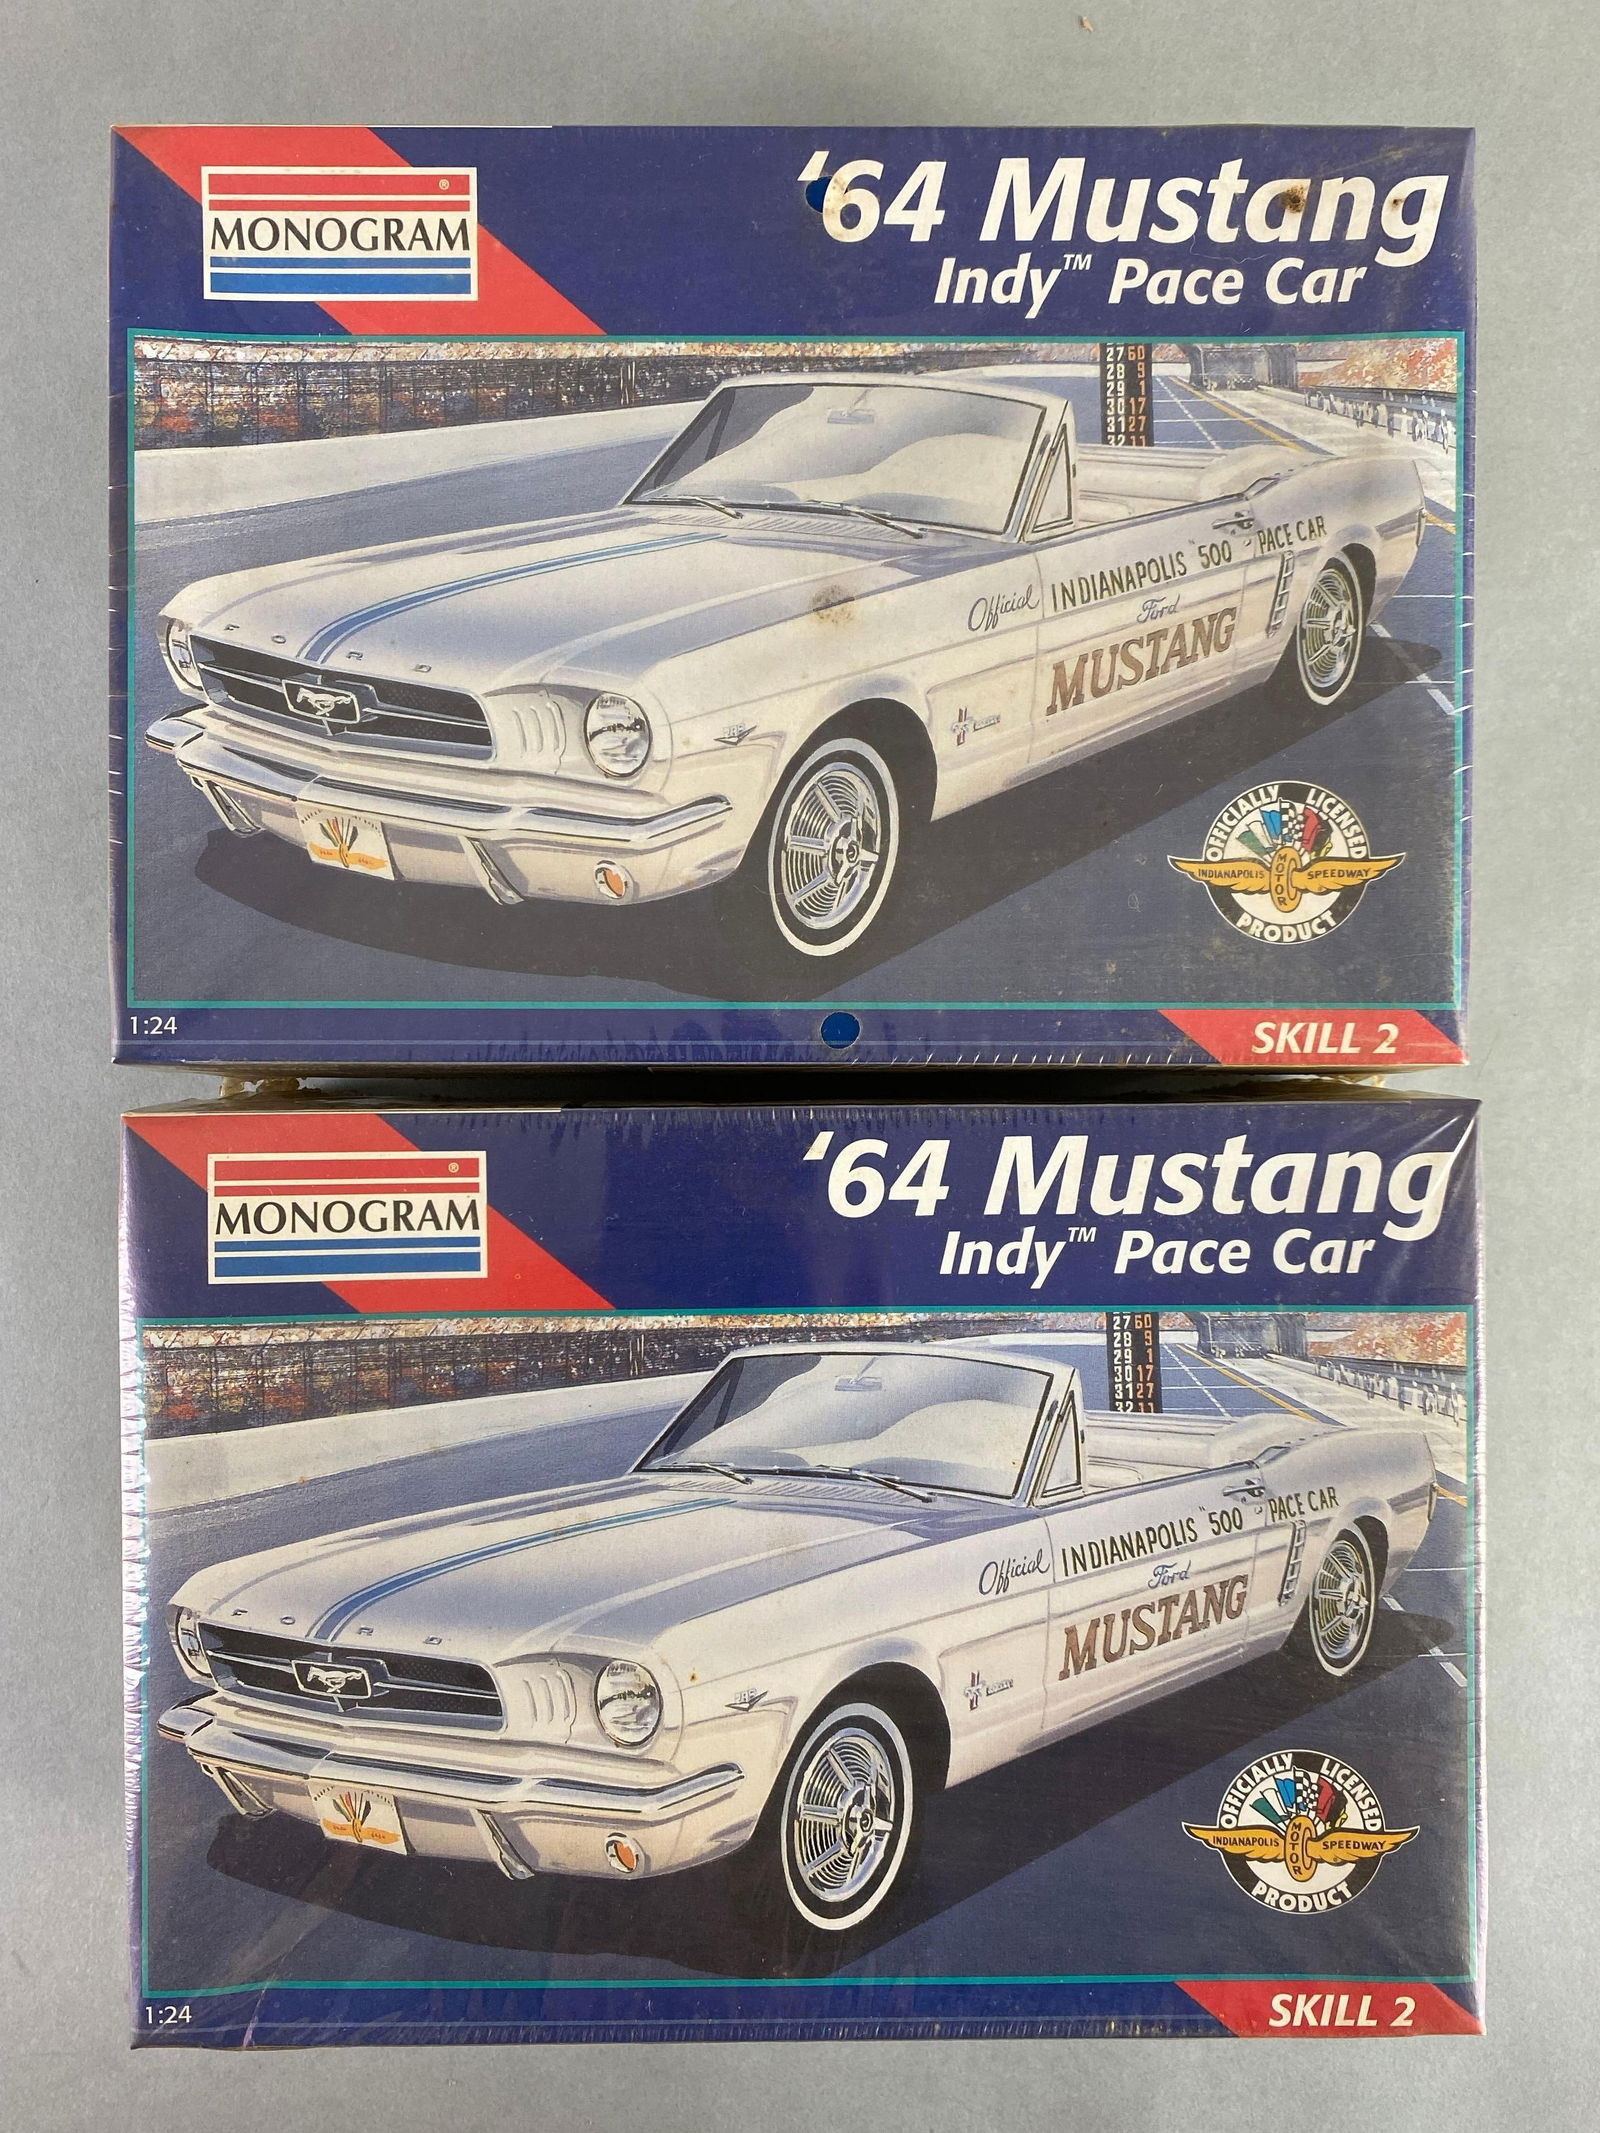 MONOGRAM®
'64 Mustang
Indy™ Pace Car
27 60
28 9
29 1
30 17
31 27
32 11
Official INDIANAPOLIS "500" PACE CAR
Ford
MUSTANG
FORD
OFFICIALLY LICENSED
INDIANAPOLIS MOTOR SPEEDWAY
PRODUCT
1:24
SKILL 2
MONOGRAM®
'64 Mustang
Indy™ Pace Car
27 60
28 9
29 1
30 17
31 27
32 11
Official INDIANAPOLIS "500" PACE CAR
Ford
MUSTANG
FORD
OFFICIALLY LICENSED
INDIANAPOLIS MOTOR SPEEDWAY
PRODUCT
1:24
SKILL 2